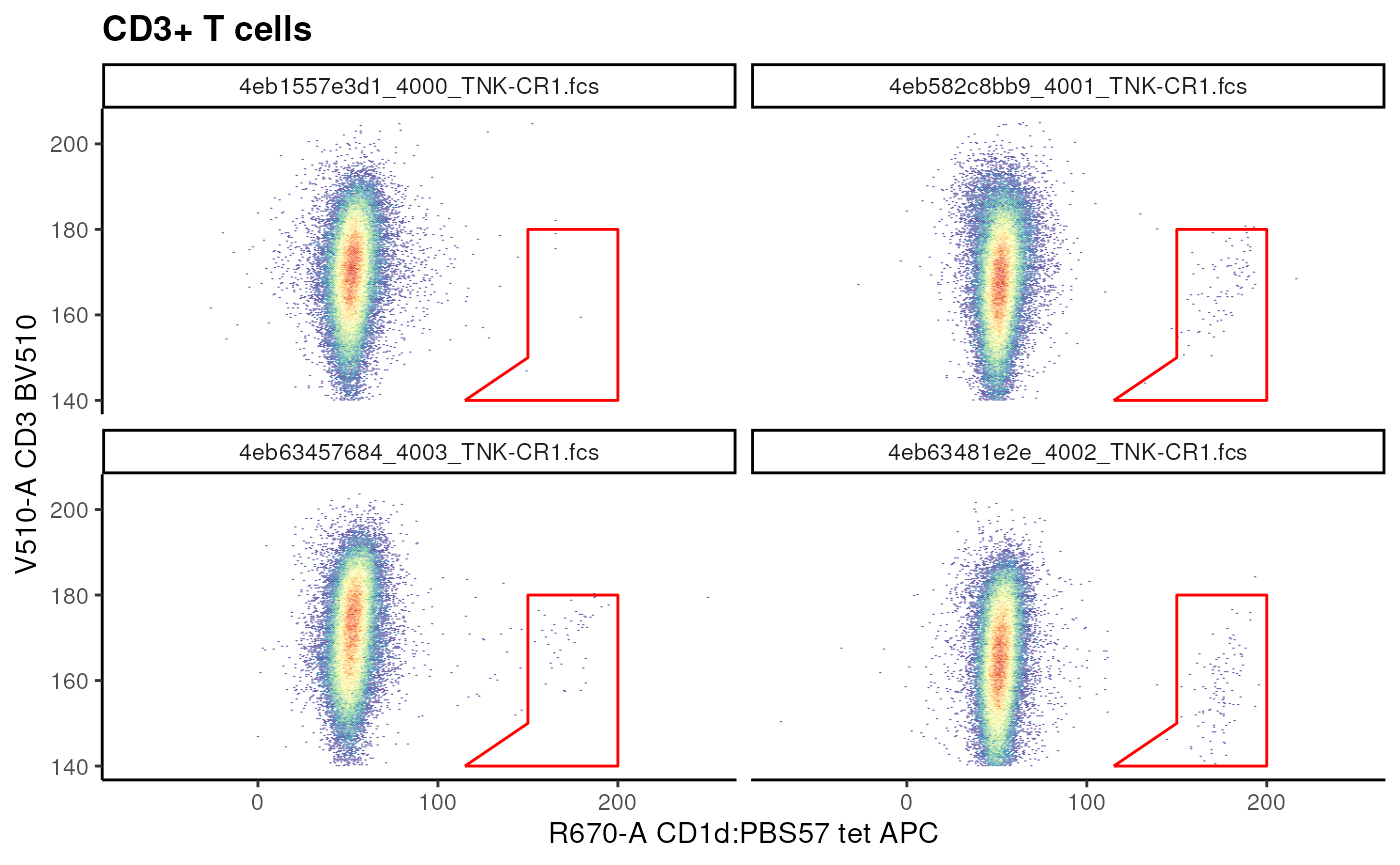 CD3+ T cells
4eb1557e3d1_4000_TNK-CR1.fcs
4eb582c8bb9_4001_TNK-CR1.fcs
200
180
160
140
4eb63457684_4003_TNK-CR1.fcs
4eb63481e2e_4002_TNK-CR1.fcs
200
180
160
140
V510-A CD3 BV510
0
100
200
0
100
200
R670-A CD1d:PBS57 tet APC